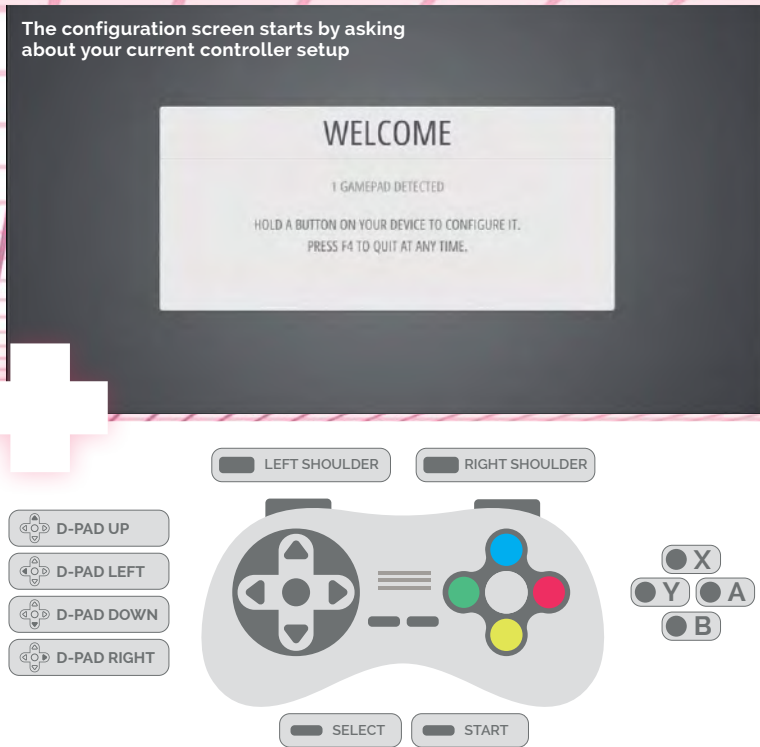 The configuration screen starts by asking
about your current controller setup
WELCOME
1 GAMEPAD DETECTED
HOLD A BUTTON ON YOUR DEVICE TO CONFIGURE IT.
PRESS F4 TO QUIT AT ANY TIME.
LEFT SHOULDER
RIGHT SHOULDER
D-PAD UP
D-PAD LEFT
D-PAD DOWN
D-PAD RIGHT
X
Y A
B
SELECT
START